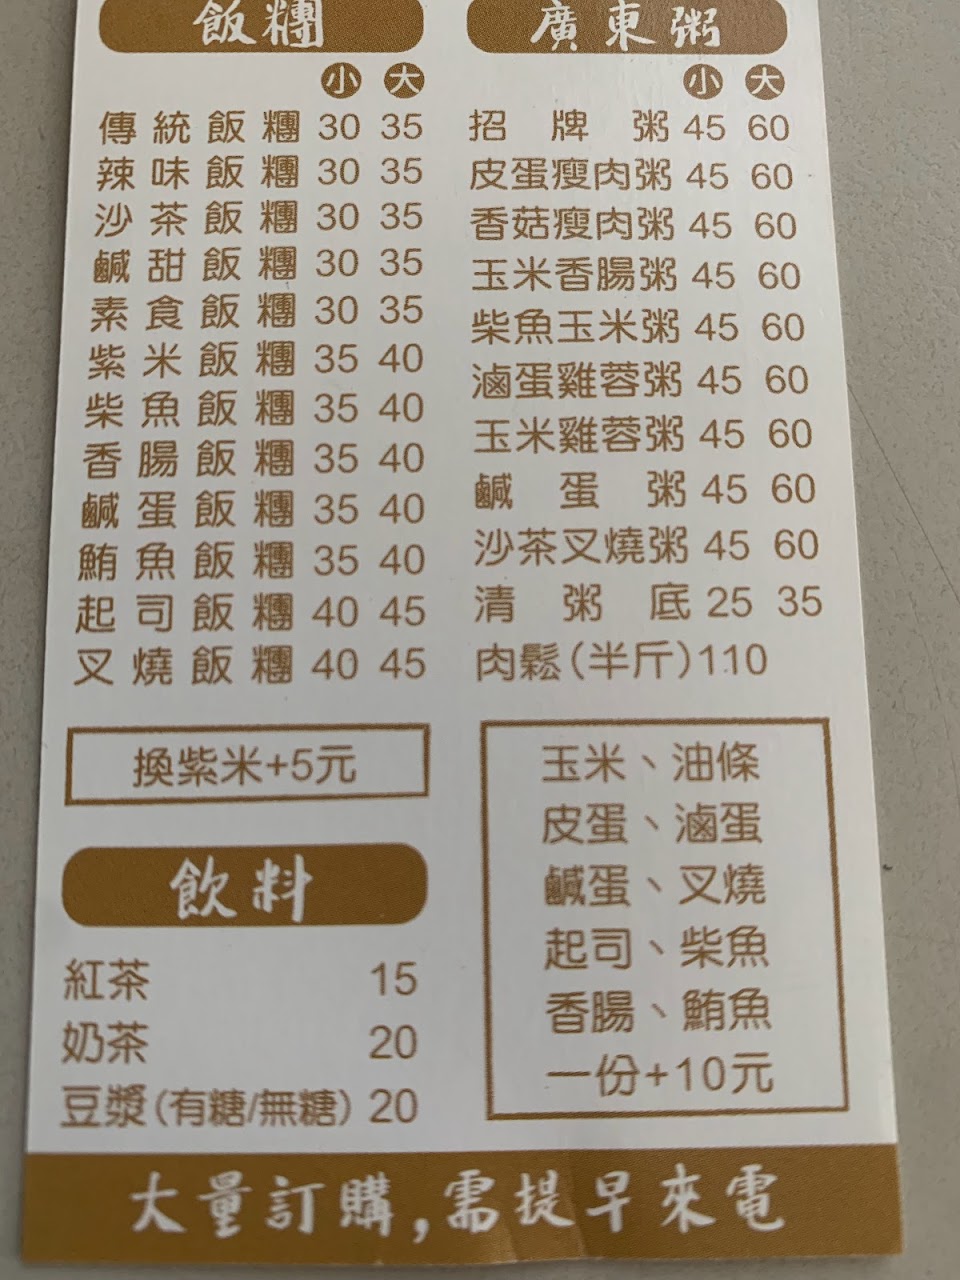 飯糰
小 大
傳統飯糰 30 35
辣味飯糰 30 35
沙茶飯糰 30 35
鹹甜飯糰 30 35
素食飯糰 30 35
紫米飯糰 35 40
柴魚飯糰 35 40
香腸飯糰 35 40
鹹蛋飯糰 35 40
鮪魚飯糰 35 40
起司飯糰 40 45
叉燒飯糰 40 45
換紫米+5元
飲料
紅茶 15
奶茶 20
豆漿(有糖/無糖) 20
廣東粥
小 大
招牌粥 45 60
皮蛋瘦肉粥 45 60
香菇瘦肉粥 45 60
玉米香腸粥 45 60
柴魚玉米粥 45 60
滷蛋雞蓉粥 45 60
玉米雞蓉粥 45 60
鹹蛋粥 45 60
沙茶叉燒粥 45 60
清粥底 25 35
肉鬆(半斤)110
玉米、油條
皮蛋、滷蛋
鹹蛋、叉燒
起司、柴魚
香腸、鮪魚
一份+10元
大量訂購,需提早來電